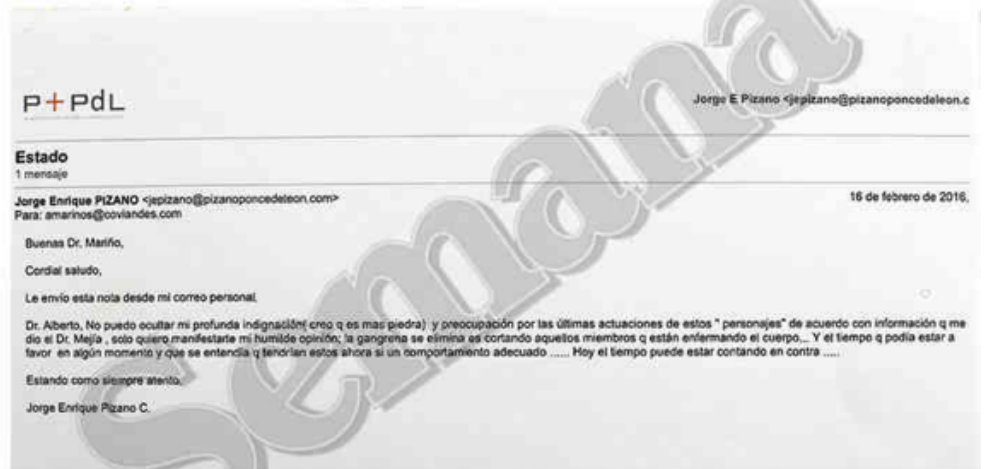 P+PdL
Jorge E Pizano <jepizano@pizanoponcedeleon.c
Estado
1 mensaje
Jorge Enrique PIZANO <jepizano@pizanoponcedeleon.com>
16 de febrero de 2016,
Para: amarinos@coviandes.com
Buenas Dr. Mariño,
Cordial saludo,
Le envío esta nota desde mi correo personal,
Dr. Alberto, No puedo ocultar mi profunda indignación( creo q es mas piedra) y preocupación por las últimas actuaciones de estos " personajes" de acuerdo con información q me
dio el Dr. Mejía , solo quiero manifestarte mi humilde opinión; la gangrena se elimina es cortando aquellos miembros q están enfermando el cuerpo... Y el tiempo q podía estar a
favor en algún momento y que se entendía q tendrían estos ahora si un comportamiento adecuado ...... Hoy el tiempo puede estar contando en contra .....
Estando como siempre atento,
Jorge Enrique Pizano C.
Semana